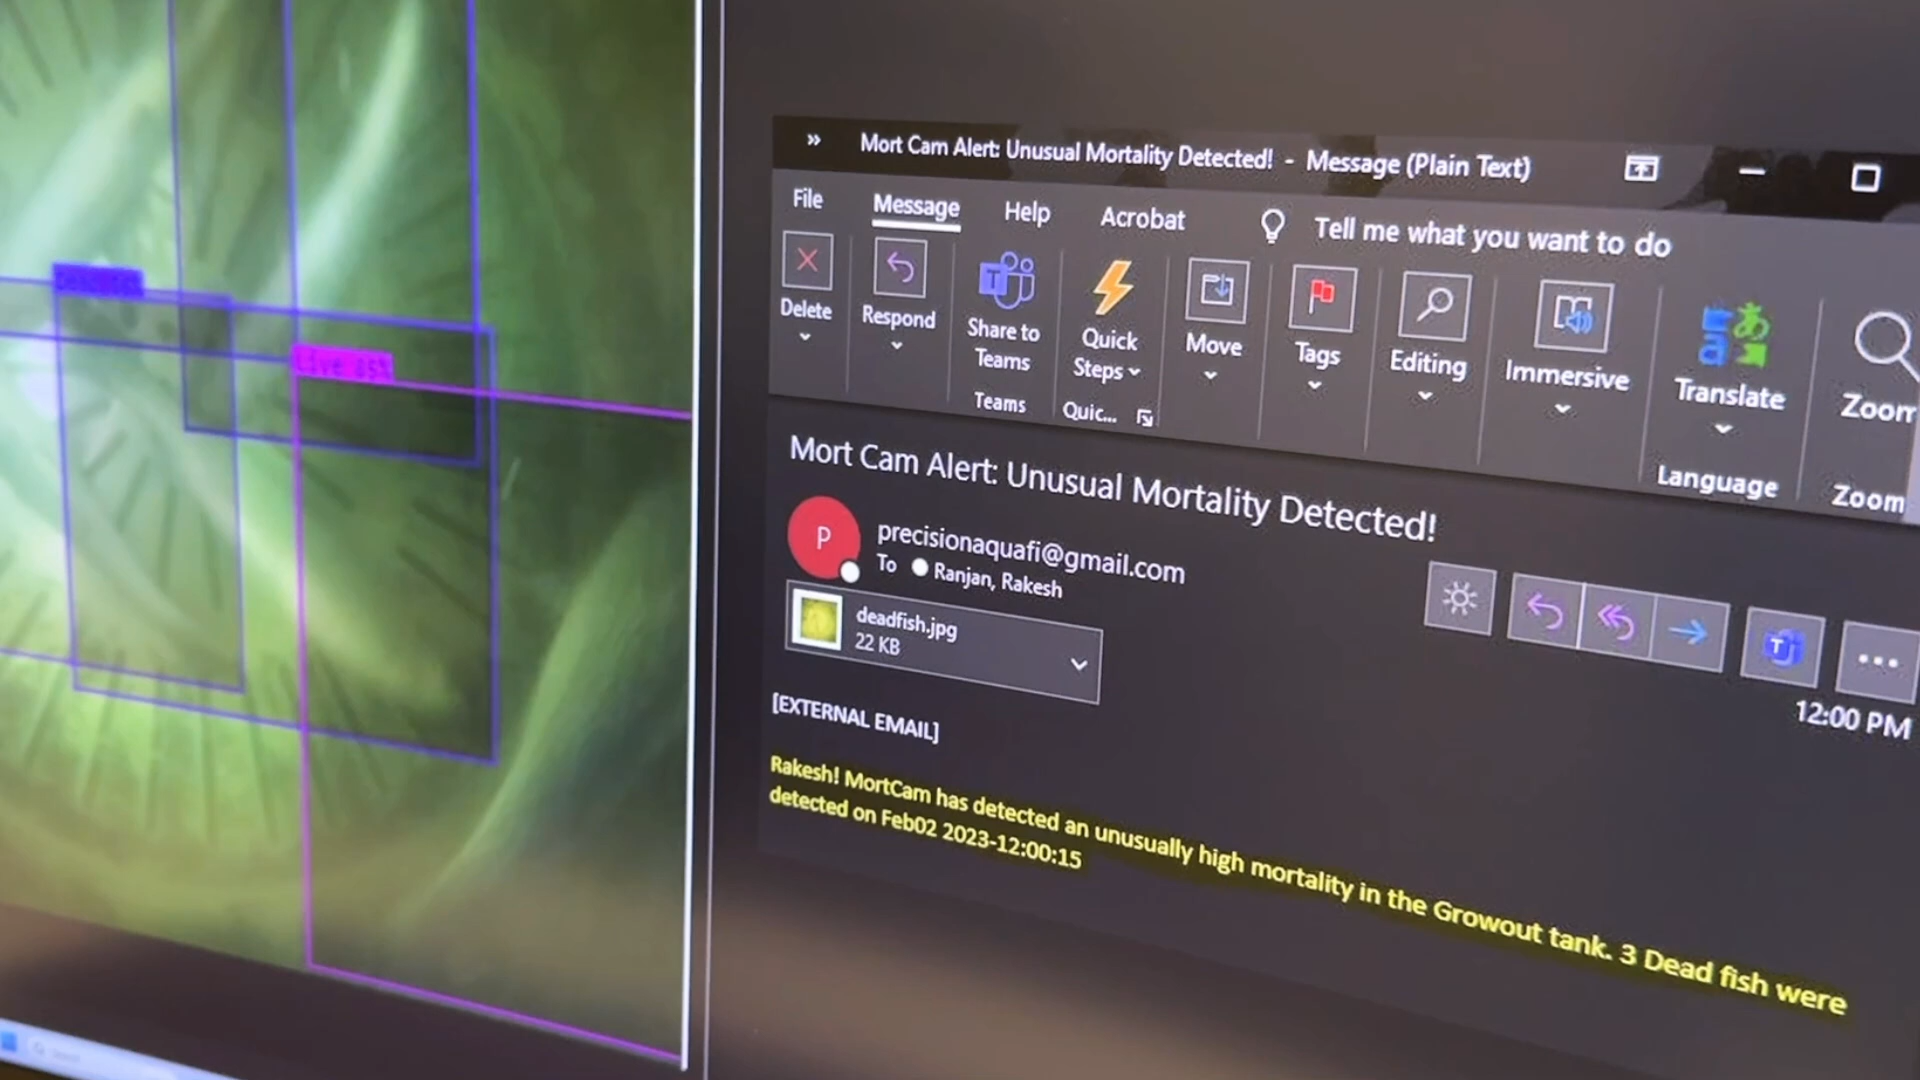 Live 85%
Mort Cam Alert: Unusual Mortality Detected! - Message (Plain Text)
File Message Help Acrobat Tell me what you want to do
Delete
Respond
Share to Teams
Quick Steps
Move
Tags
Editing
Immersive
Translate
Zoom
Teams
Quic...
Language
Zoom
Mort Cam Alert: Unusual Mortality Detected!
P
precisionaquafi@gmail.com
To Ranjan, Rakesh
deadfish.jpg
22 KB
12:00 PM
[EXTERNAL EMAIL]
Rakesh! MortCam has detected an unusually high mortality in the Growout tank. 3 Dead fish were
detected on Feb02 2023-12:00:15